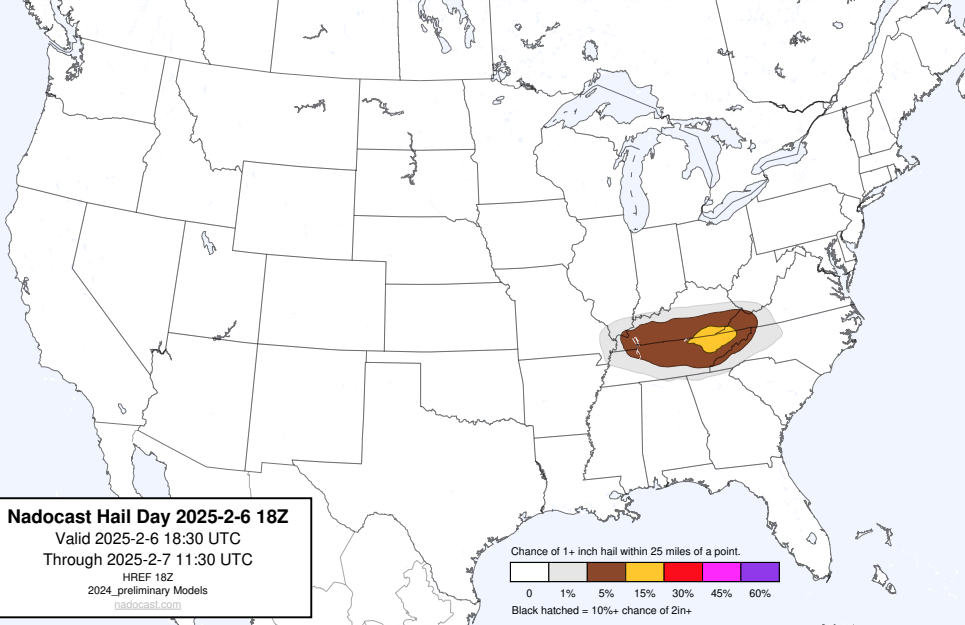 Nadocast Hail Day 2025-2-6 18Z
Valid 2025-2-6 18:30 UTC
Through 2025-2-7 11:30 UTC
HREF 18Z
2024_preliminary Models
nadocast.com
Chance of 1+ inch hail within 25 miles of a point.
0 1% 5% 15% 30% 45% 60%
Black hatched = 10%+ chance of 2in+